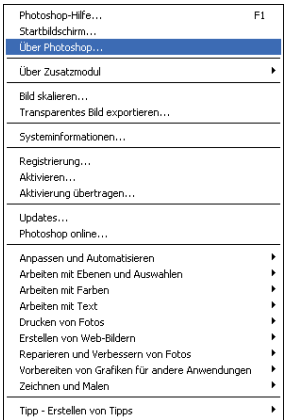 Photoshop-Hilfe... F1
Startbildschirm...
Über Photoshop...
Über Zusatzmodul
Bild skalieren...
Transparentes Bild exportieren...
Systeminformationen...
Registrierung...
Aktivieren...
Aktivierung übertragen...
Updates...
Photoshop online...
Anpassen und Automatisieren
Arbeiten mit Ebenen und Auswahlen
Arbeiten mit Farben
Arbeiten mit Text
Drucken von Fotos
Erstellen von Web-Bildern
Reparieren und Verbessern von Fotos
Vorbereiten von Grafiken für andere Anwendungen
Zeichnen und Malen
Tipp - Erstellen von Tipps